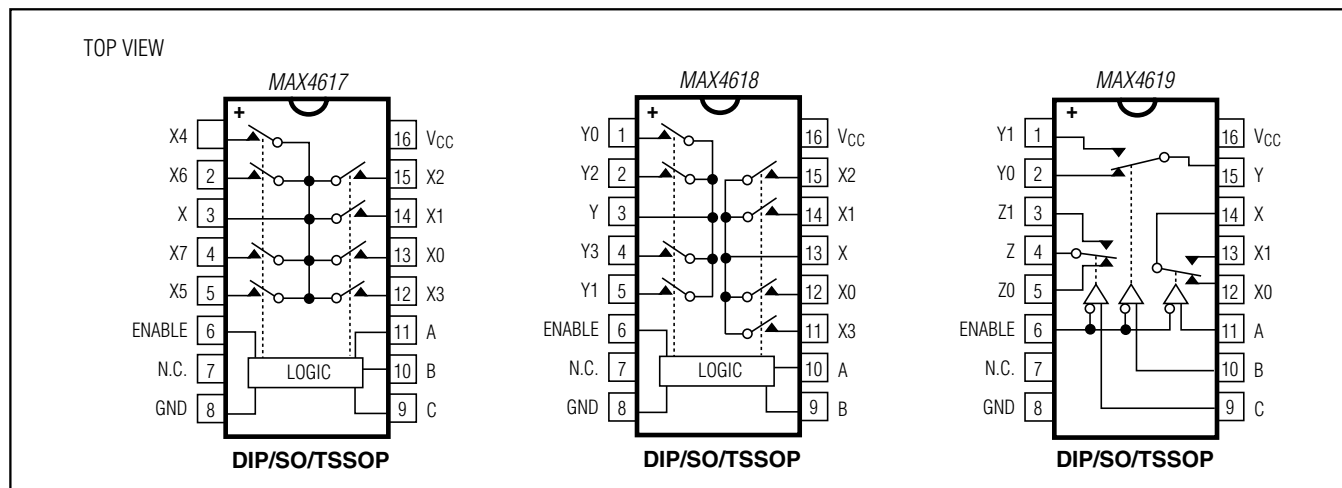 TOP VIEW
MAX4617
+
X4
16 VCC
X6 2
15 X2
X 3
14 X1
X7 4
13 X0
X5 5
12 X3
ENABLE 6
11 A
N.C. 7
LOGIC
10 B
GND 8
9 C
DIP/SO/TSSOP
MAX4618
+
Y0 1
16 VCC
Y2 2
15 X2
Y 3
14 X1
Y3 4
13 X
Y1 5
12 X0
ENABLE 6
11 X3
N.C. 7
LOGIC
10 A
GND 8
9 B
DIP/SO/TSSOP
MAX4619
+
Y1 1
16 VCC
Y0 2
15 Y
Z1 3
14 X
Z 4
13 X1
Z0 5
12 X0
ENABLE 6
11 A
N.C. 7
10 B
GND 8
9 C
DIP/SO/TSSOP